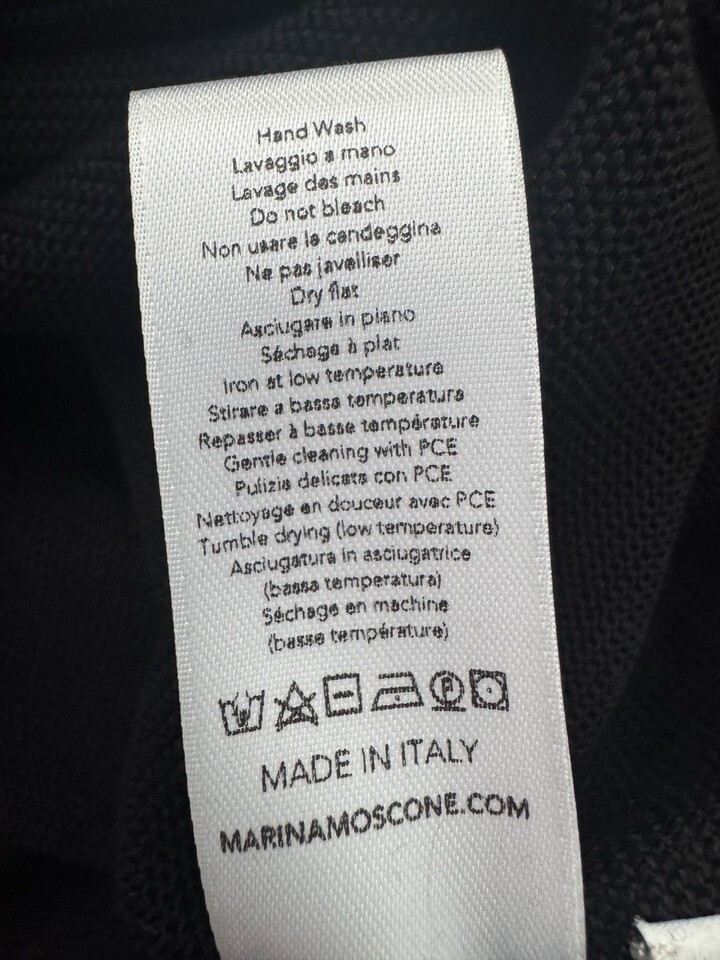 Hand Wash
Lavaggio a mano
Lavage des mains
Do not bleach
Non usare la candeggina
Ne pas javelliser
Dry flat
Asciugare in piano
Séchage à plat
Iron at low temperature
Stirare a bassa temperatura
Repasser à basse température
Gentle cleaning with PCE
Pulizia delicata con PCE
Nettoyage en douceur avec PCE
Tumble drying (low temperature)
Asciugatura in asciugatrice
(bassa temperatura)
Séchage en machine
(basse température)
P
MADE IN ITALY
MARINAMOSCONE.COM